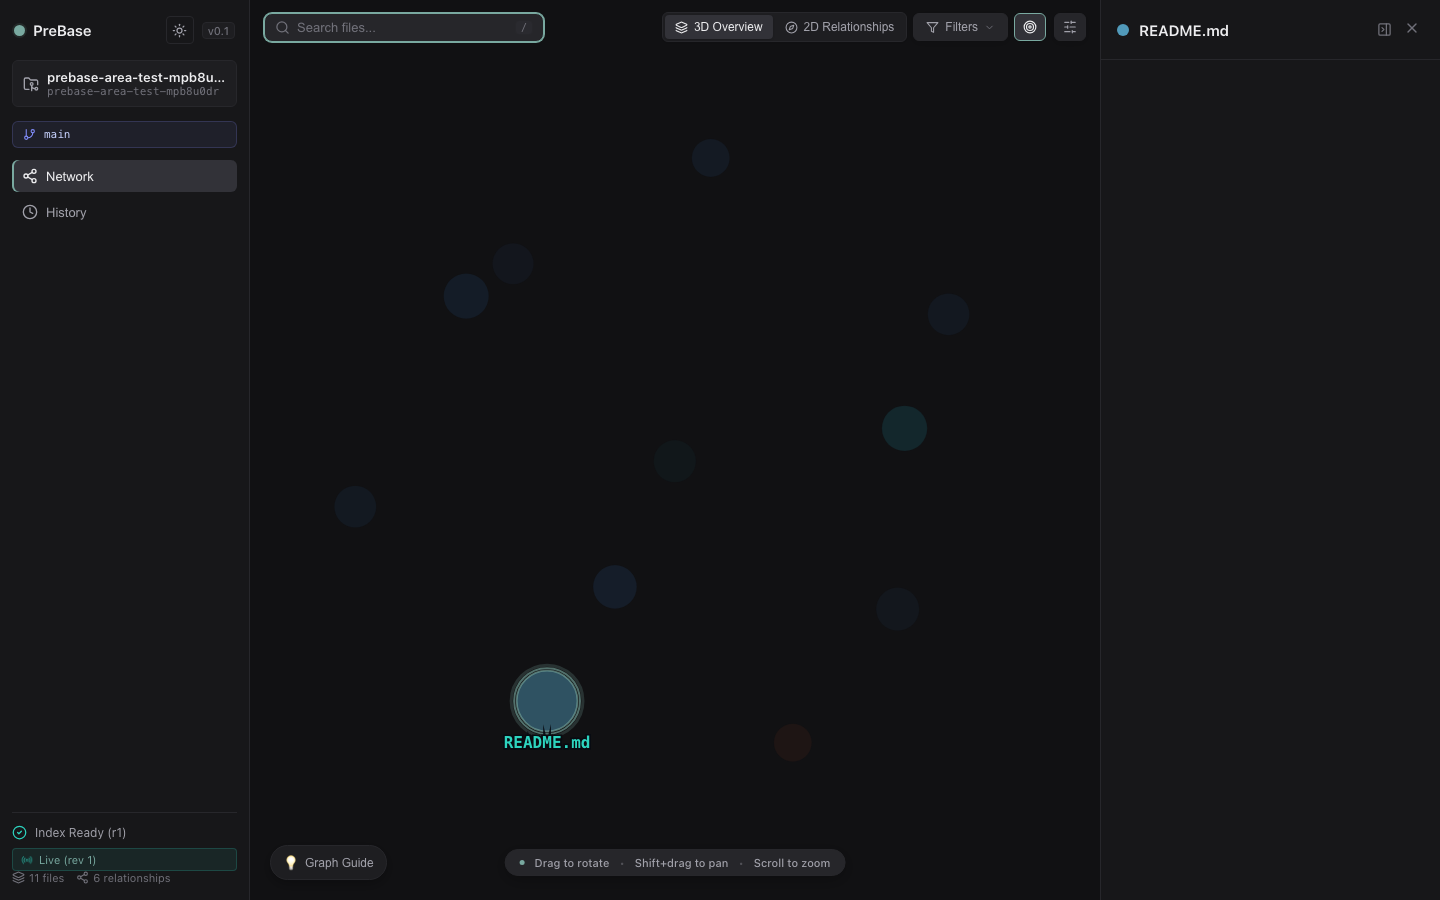 PreBase
v0.1
prebase-area-test-mpb8u...
prebase-area-test-mpb8u0dr
main
Network
History
Index Ready (r1)
Live (rev 1)
11 files
6 relationships
Search files...
/
3D Overview
2D Relationships
Filters
README.md
Graph Guide
Drag to rotate · Shift+drag to pan · Scroll to zoom
README.md